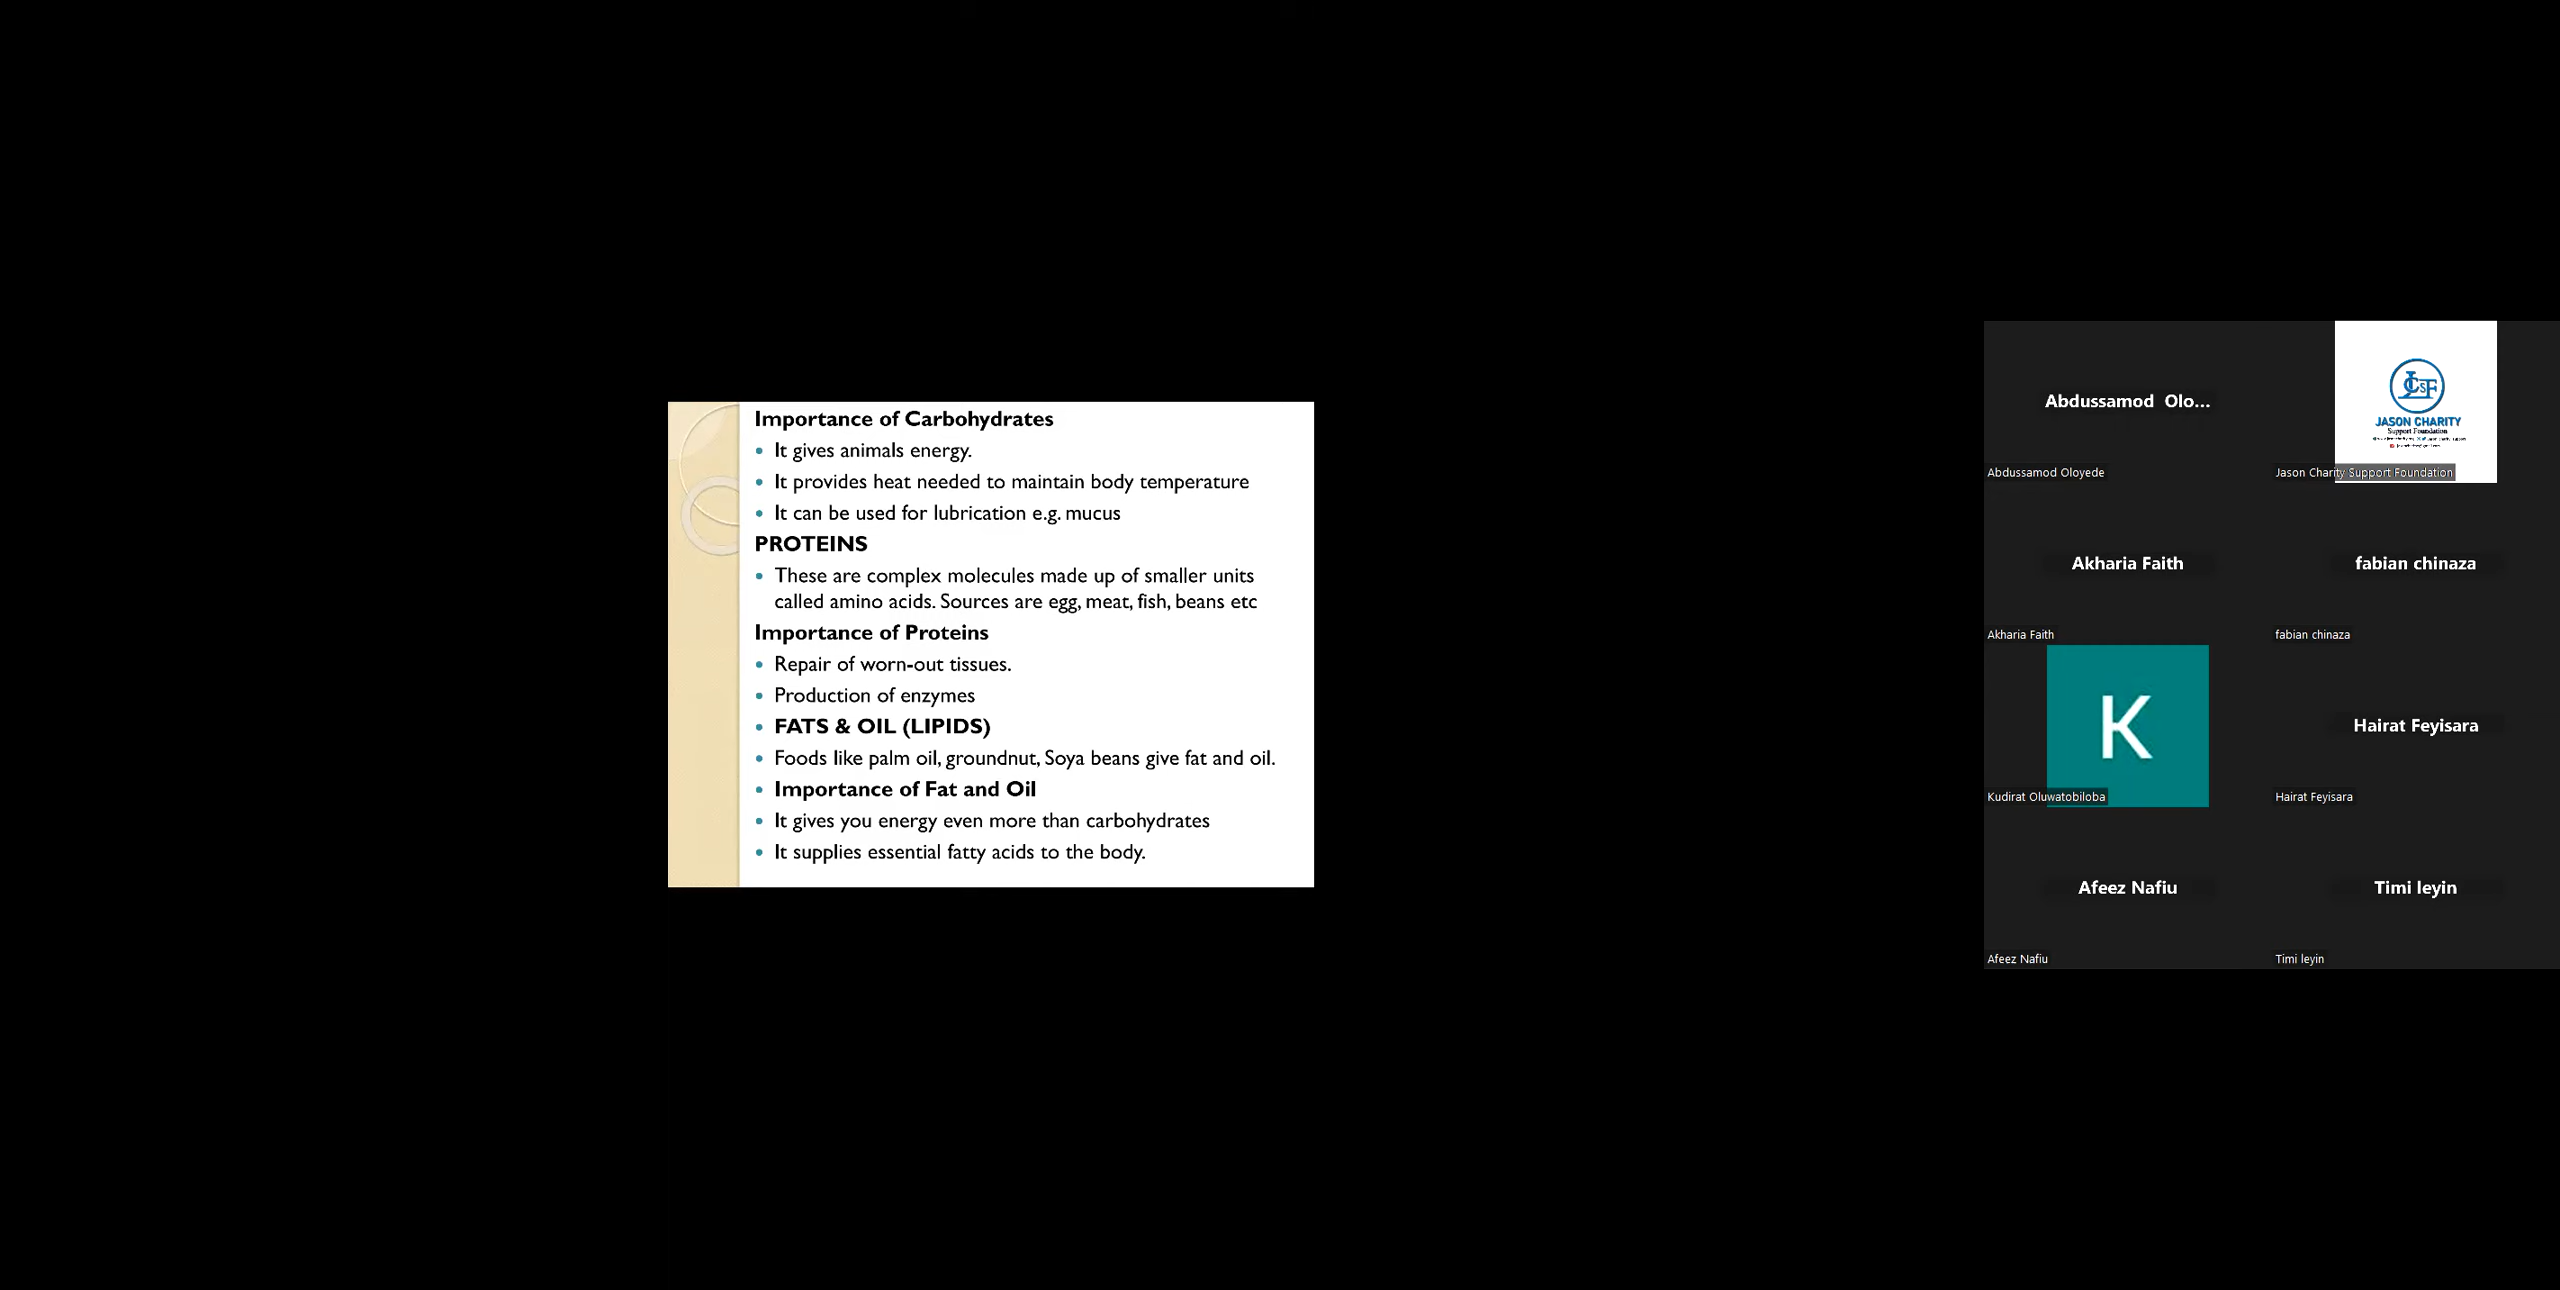 Importance of Carbohydrates
• It gives animals energy.
• It provides heat needed to maintain body temperature
• It can be used for lubrication e.g. mucus
PROTEINS
• These are complex molecules made up of smaller units
called amino acids. Sources are egg, meat, fish, beans etc
Importance of Proteins
• Repair of worn-out tissues.
• Production of enzymes
• FATS & OIL (LIPIDS)
• Foods like palm oil, groundnut, Soya beans give fat and oil.
• Importance of Fat and Oil
• It gives you energy even more than carbohydrates
• It supplies essential fatty acids to the body.
Abdussamod Olo...
Abdussamod Oloyede
JCSF
JASON CHARITY
Support Foundation
Jason Charity Support Foundation
Akharia Faith
Akharia Faith
fabian chinaza
fabian chinaza
K
Kudirat Oluwatobiloba
Hairat Feyisara
Hairat Feyisara
Afeez Nafiu
Afeez Nafiu
Timi leyin
Timi leyin